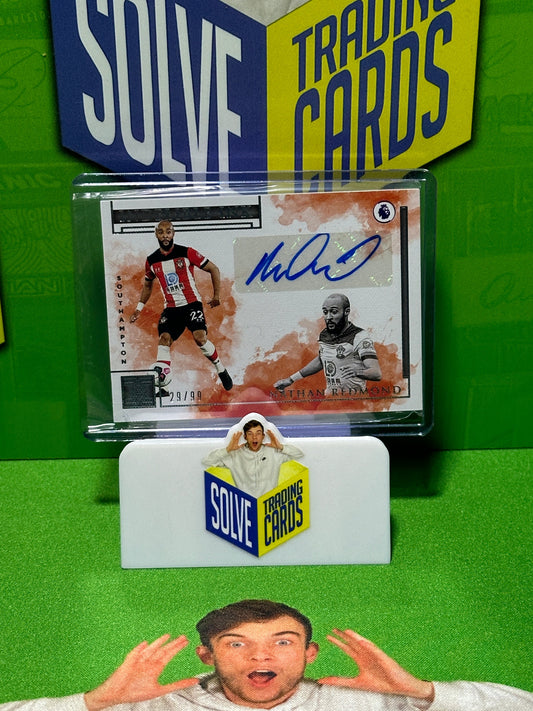 SOLVE
TRADING
CARDS
SOUTHAMPTON
22
29/99
NATHAN REDMOND
SOLVE
TRADING
CARDS